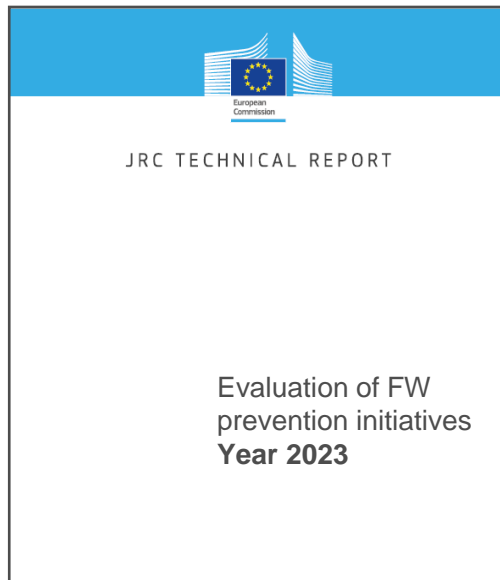 European
Commission
JRC TECHNICAL REPORT
Evaluation of FW
prevention initiatives
Year 2023